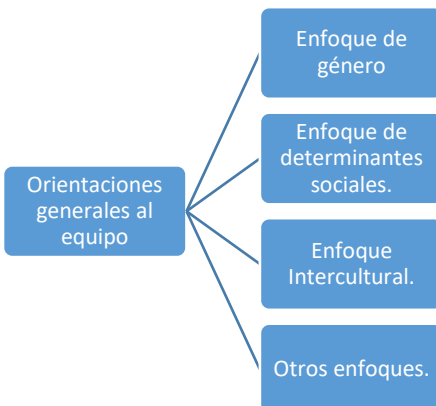 Orientaciones
generales al
equipo
Enfoque de
género
Enfoque de
determinantes
sociales.
Enfoque
Intercultural.
Otros enfoques.